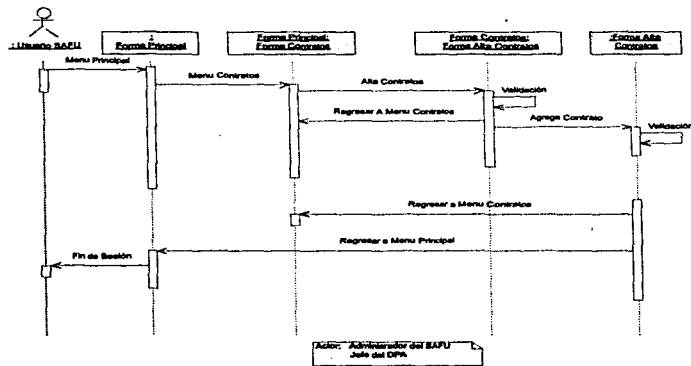 : Usuario SAFU
:
Forma Principal
Forma Principal:
Forma Contratos
Forma Contratos:
Forma Alta Contratos
:Forma Alta
Contratos
Menu Principal
Menu Contratos
Alta Contratos
Validación
Regresar A Menu Contratos
Agrega Contrato
Validación
Regresar a Menu Contratos
Regresar a Menu Principal
Fin de Sesión
Actor: Administrador del SAFU
Jefe del DPA